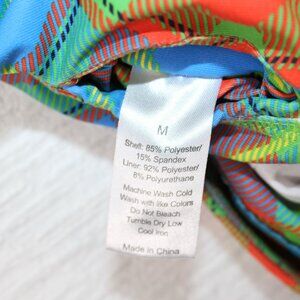 M
Shell: 85% Polyester/
15% Spandex
Liner: 92% Polyester/
8% Polyurethane
Machine Wash Cold
Wash with like Colors
Do Not Bleach
Tumble Dry Low
Cool Iron
Made In China